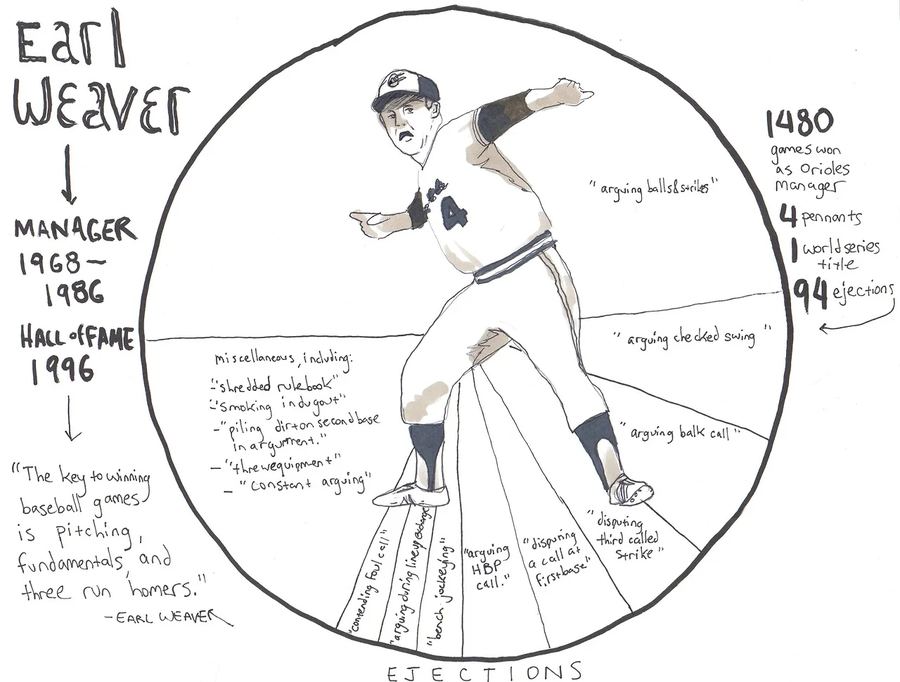 Earl
WEAVER
MANAGER
1968–
1986
HALL of FAME
1996
"The key to winning
baseball games
is pitching,
fundamentals, and
three run homers."
-EARL WEAVER
4
"arguing balls & strikes"
"arguing checked swing"
"arguing balk call"
"disputing
third called
strike"
"disputing
a call at
first base"
"arguing
HBP
call."
"bench jockeying"
"arguing during lineup exchange"
"contending foul call"
miscellaneous, including:
-"shredded rulebook"
-"smoking in dugout"
-"piling dirt on second base
in argument."
-"threw equipment"
- "constant arguing"
1480
games won
as Orioles
manager
4 pennants
1 world series
title
94 ejections
EJECTIONS